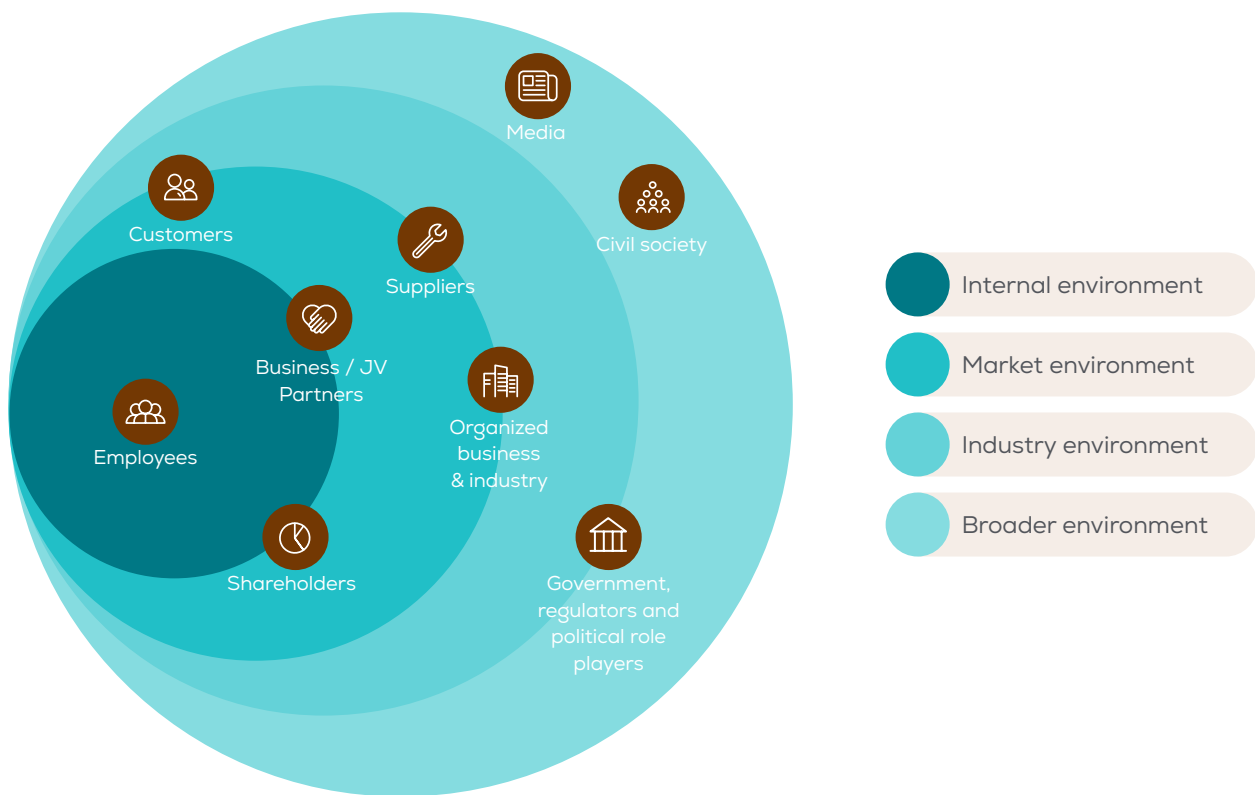 Media
Civil society
Customers
Suppliers
Business / JV
Partners
Organized
business
& industry
Employees
Shareholders
Government,
regulators and
political role
players
Internal environment
Market environment
Industry environment
Broader environment